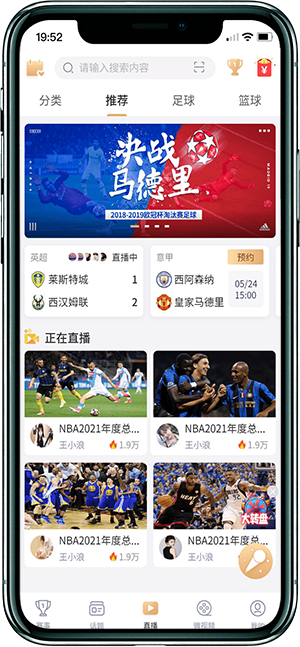 19:52
请输入搜索内容
分类
推荐
足球
篮球
决战
马德里
2018-2019欧冠杯淘汰赛足球
英超
直播中
莱斯特城
1
西汉姆联
2
意甲
预约
西阿森纳
皇家马德里
05/24
15:00
正在直播
NBA2021年度总...
王小浪
1.9万
NBA2021年度总...
王小浪
1.9万
NBA2021年度总...
王小浪
1.9万
NBA2021年度总...
王小浪
大转盘
赛事
话题
直播
微视频
我的